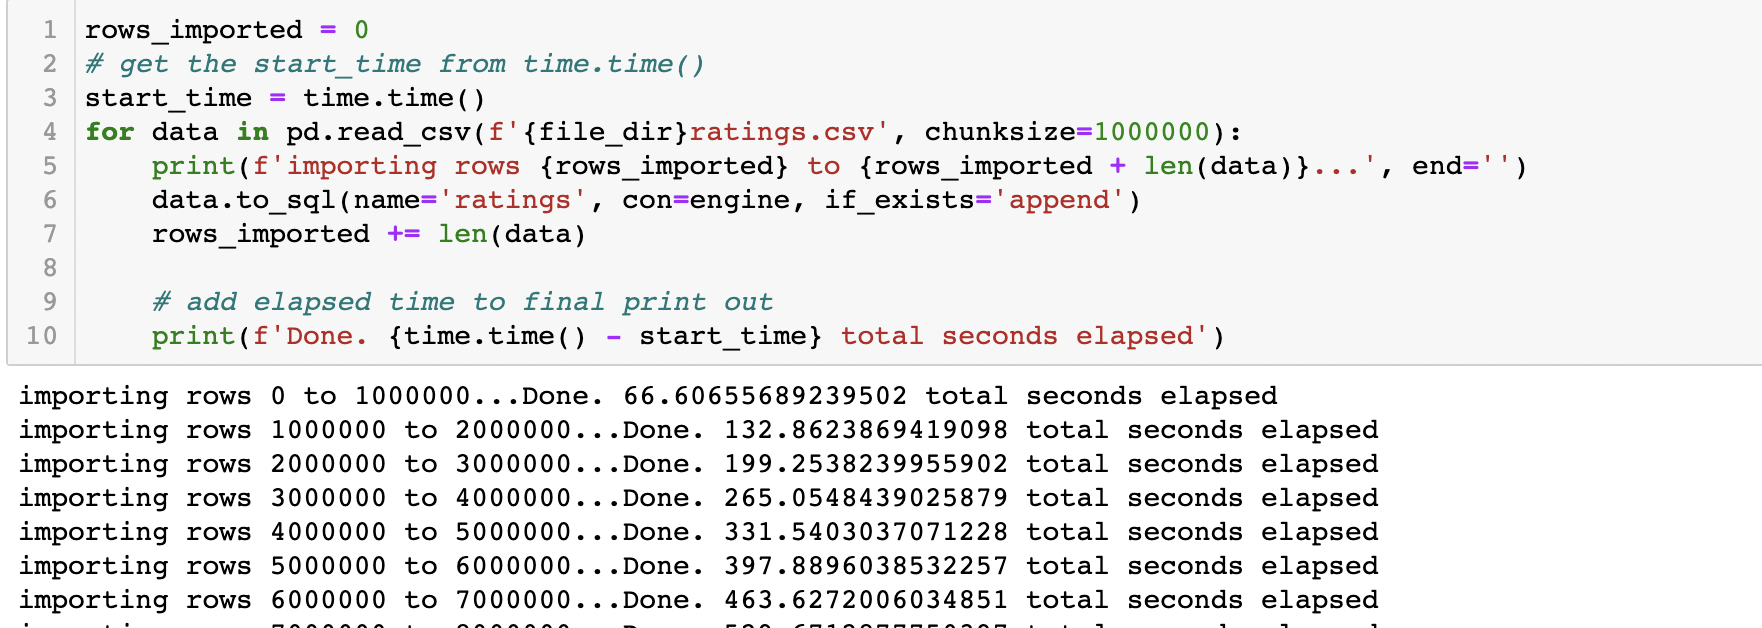 1 rows_imported = 0
2 # get the start_time from time.time()
3 start_time = time.time()
4 for data in pd.read_csv(f'{file_dir}ratings.csv', chunksize=1000000):
5     print(f'importing rows {rows_imported} to {rows_imported + len(data)}...', end='')
6     data.to_sql(name='ratings', con=engine, if_exists='append')
7     rows_imported += len(data)
8
9     # add elapsed time to final print out
10     print(f'Done. {time.time() - start_time} total seconds elapsed')
importing rows 0 to 1000000...Done. 66.60655689239502 total seconds elapsed
importing rows 1000000 to 2000000...Done. 132.8623869419098 total seconds elapsed
importing rows 2000000 to 3000000...Done. 199.2538239955902 total seconds elapsed
importing rows 3000000 to 4000000...Done. 265.0548439025879 total seconds elapsed
importing rows 4000000 to 5000000...Done. 331.5403037071228 total seconds elapsed
importing rows 5000000 to 6000000...Done. 397.8896038532257 total seconds elapsed
importing rows 6000000 to 7000000...Done. 463.6272006034851 total seconds elapsed